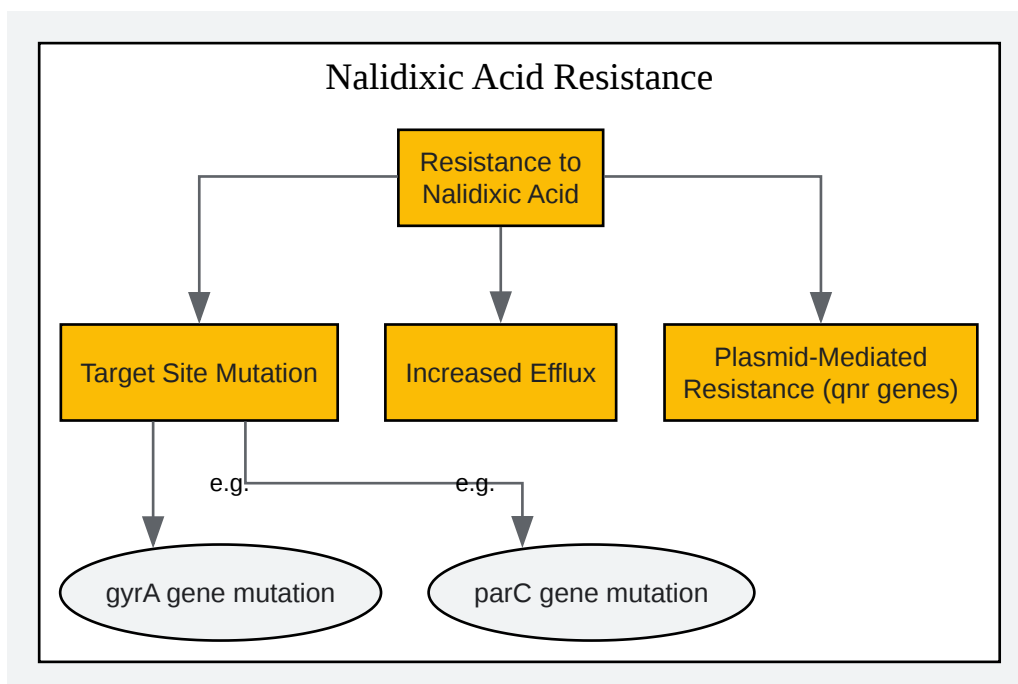 Nalidixic Acid Resistance
Resistance to
Nalidixic Acid
Target Site Mutation
Increased Efflux
Plasmid-Mediated
Resistance (qnr genes)
e.g.
e.g.
gyrA gene mutation
parC gene mutation